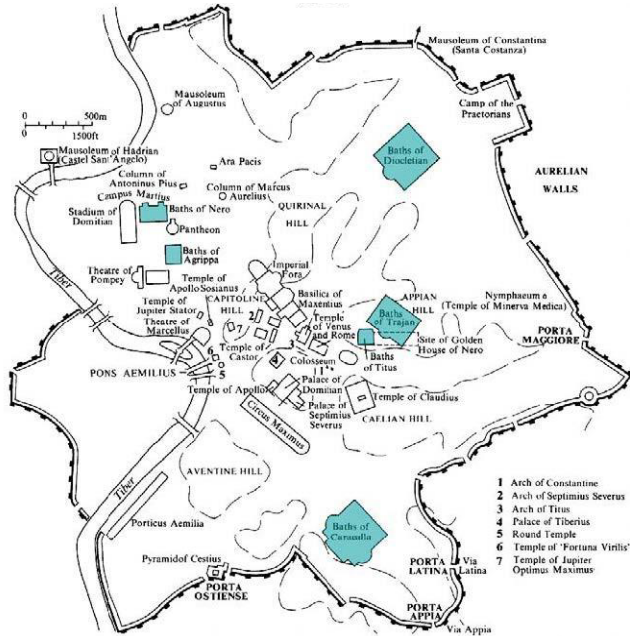 Mausoleum of Constantina
(Santa Costanza)
Camp of the
Praetorians
Mausoleum
of Augustus
0 500m
0 1500ft
Mausoleum of Hadrian
(Castel Sant'Angelo)
Baths of
Diocletian
Ara Pacis
Column of
Antoninus Pius
Campus Martius
Column of Marcus
Aurelius
AURELIAN
WALLS
Stadium of
Domitian
Baths of Nero
Pantheon
QUIRINAL
HILL
Baths of
Agrippa
Theatre of
Pompey
Temple of
Apollo Sosianus
Imperial
Fora
Temple of
Jupiter Stator
CAPITOLINE
HILL
Basilica of
Maxentius
OPPIAN
HILL
Baths of
Trajan
Nymphaeum
(Temple of Minerva Medica)
Theatre of
Marcellus
2
7
Temple
of Venus
and Rome
Site of Golden
House of Nero
PORTA
MAGGIORE
Tiber
Temple of
Castor
3
4
Colosseum
1
Baths
of Titus
PONS AEMILIUS
6
5
Temple of Apollo
Palace of
Domitian
Temple of Claudius
Palace of
Septimius
Severus
CAELIAN HILL
Circus Maximus
AVENTINE HILL
Tiber
Porticus Aemilia
Baths of
Caracalla
1 Arch of Constantine
2 Arch of Septimius Severus
3 Arch of Titus
4 Palace of Tiberius
5 Round Temple
6 Temple of 'Fortuna Virilis'
7 Temple of Jupiter
Optimus Maximus
Pyramid of Cestius
PORTA
OSTIENSE
PORTA
LATINA
Via
Latina
PORTA
APPIA
Via Appia